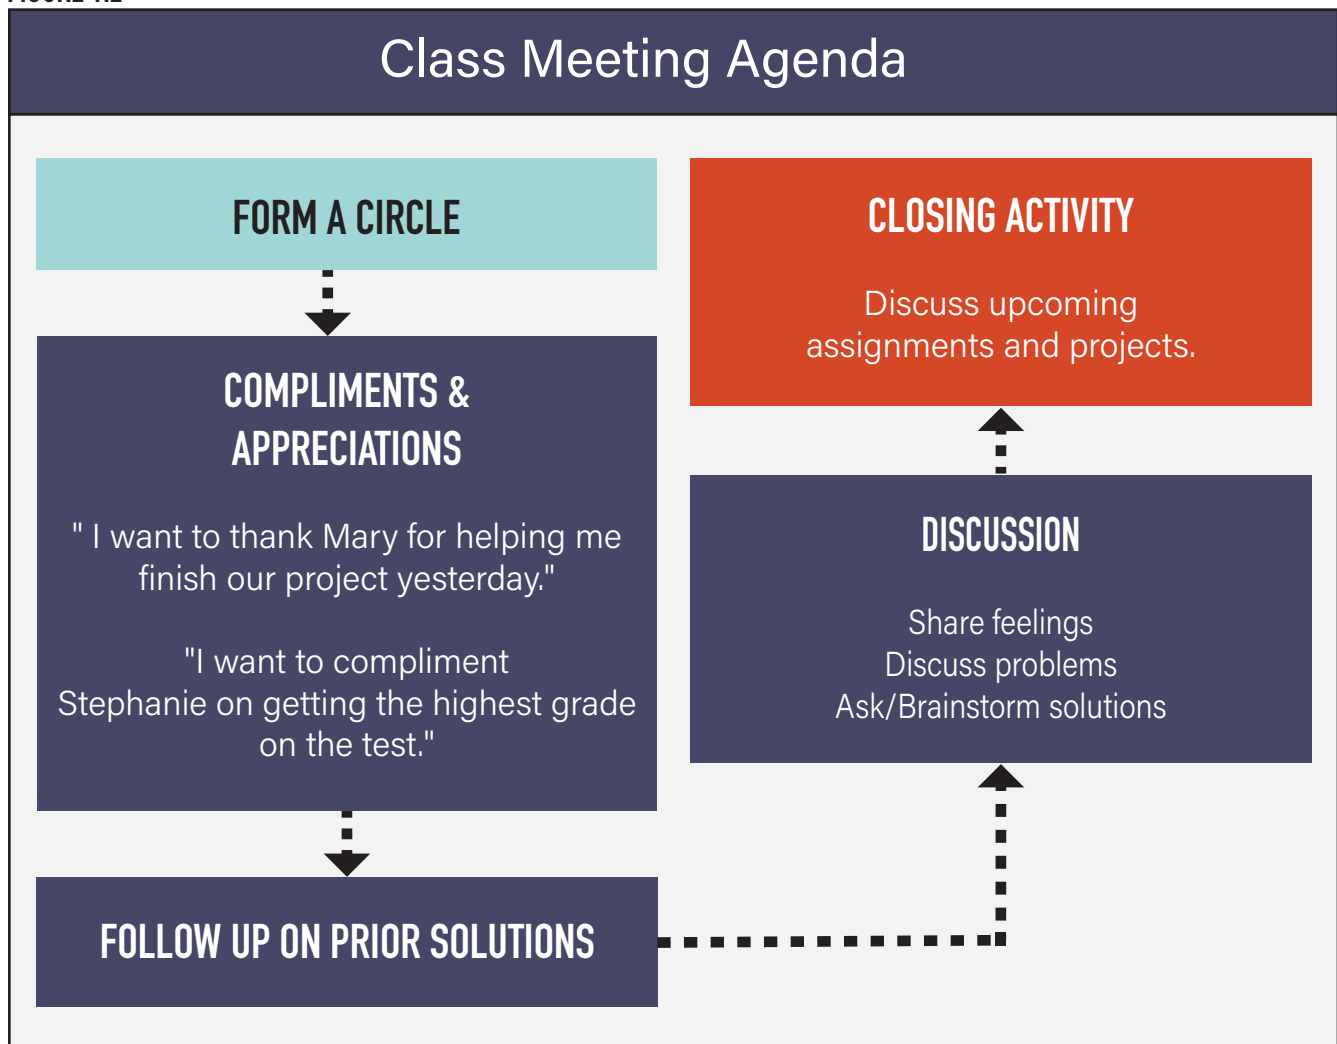 Class Meeting Agenda
FORM A CIRCLE
COMPLIMENTS &
APPRECIATIONS
" I want to thank Mary for helping me
finish our project yesterday."
"I want to compliment
Stephanie on getting the highest grade
on the test."
FOLLOW UP ON PRIOR SOLUTIONS
DISCUSSION
Share feelings
Discuss problems
Ask/Brainstorm solutions
CLOSING ACTIVITY
Discuss upcoming
assignments and projects.